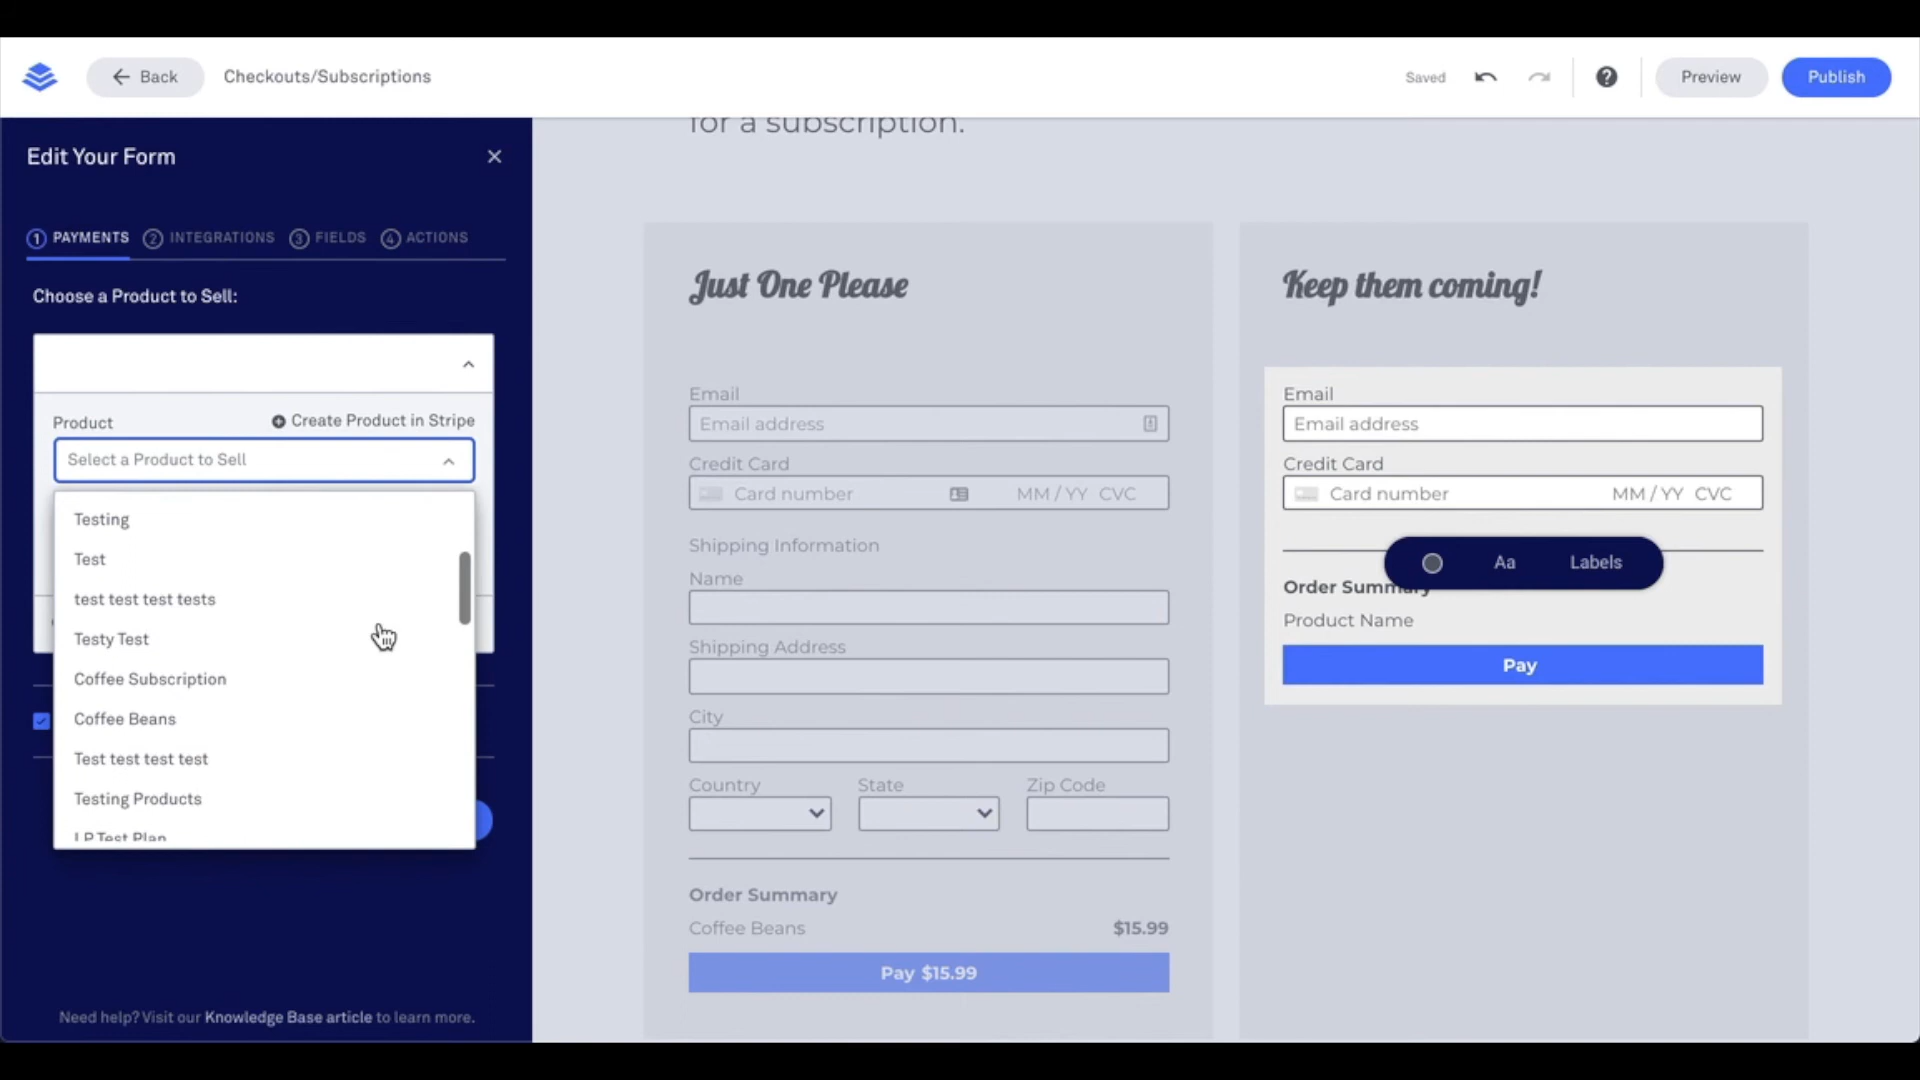 Back
Checkouts/Subscriptions
Saved
Preview
Publish
Edit Your Form
1 PAYMENTS
2 INTEGRATIONS
3 FIELDS
4 ACTIONS
Choose a Product to Sell:
Product
Create Product in Stripe
Select a Product to Sell
Testing
Test
test test test tests
Testy Test
Coffee Subscription
Coffee Beans
Test test test test
Testing Products
LP Test Plan
Need help? Visit our Knowledge Base article to learn more.
for a subscription.
Just One Please
Email
Email address
Credit Card
Card number MM / YY CVC
Shipping Information
Name
Shipping Address
City
Country State Zip Code
Order Summary
Coffee Beans $15.99
Pay $15.99
Keep them coming!
Email
Email address
Credit Card
Card number MM / YY CVC
Aa Labels
Order Summary
Product Name
Pay